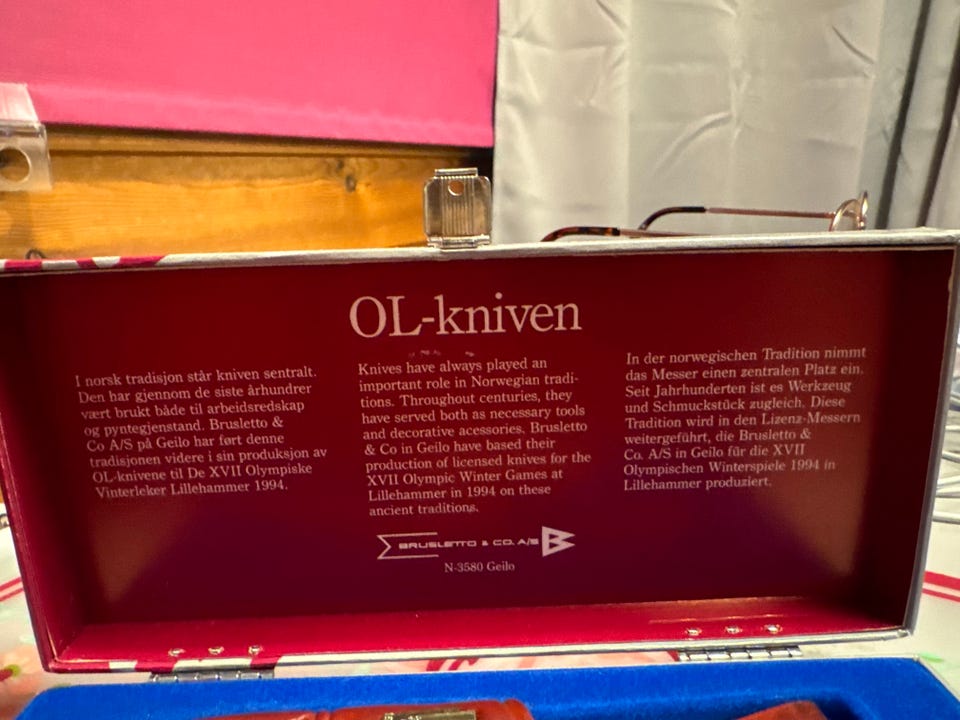 OL-kniven
I norsk tradisjon står kniven sentralt.
Den har gjennom de siste århundrer
vært brukt både til arbeidsredskap
og pyntegjenstand. Brusletto &
Co A/S på Geilo har ført denne
tradisjonen videre i sin produksjon av
OL-knivene til De XVII Olympiske
Vinterleker Lillehammer 1994.
Knives have always played an
important role in Norwegian tradi-
tions. Throughout centuries, they
have served both as necessary tools
and decorative acessories. Brusletto
& Co in Geilo have based their
production of licensed knives for the
XVII Olympic Winter Games at
Lillehammer in 1994 on these
ancient traditions.
In der norwegischen Tradition nimmt
das Messer einen zentralen Platz ein.
Seit Jahrhunderten ist es Werkzeug
und Schmuckstück zugleich. Diese
Tradition wird in den Lizenz-Messern
weitergeführt, die Brusletto &
Co. A/S in Geilo für die XVII
Olympischen Winterspiele 1994 in
Lillehammer produziert.
BRUSLETTO & CO. A/S B
N-3580 Geilo